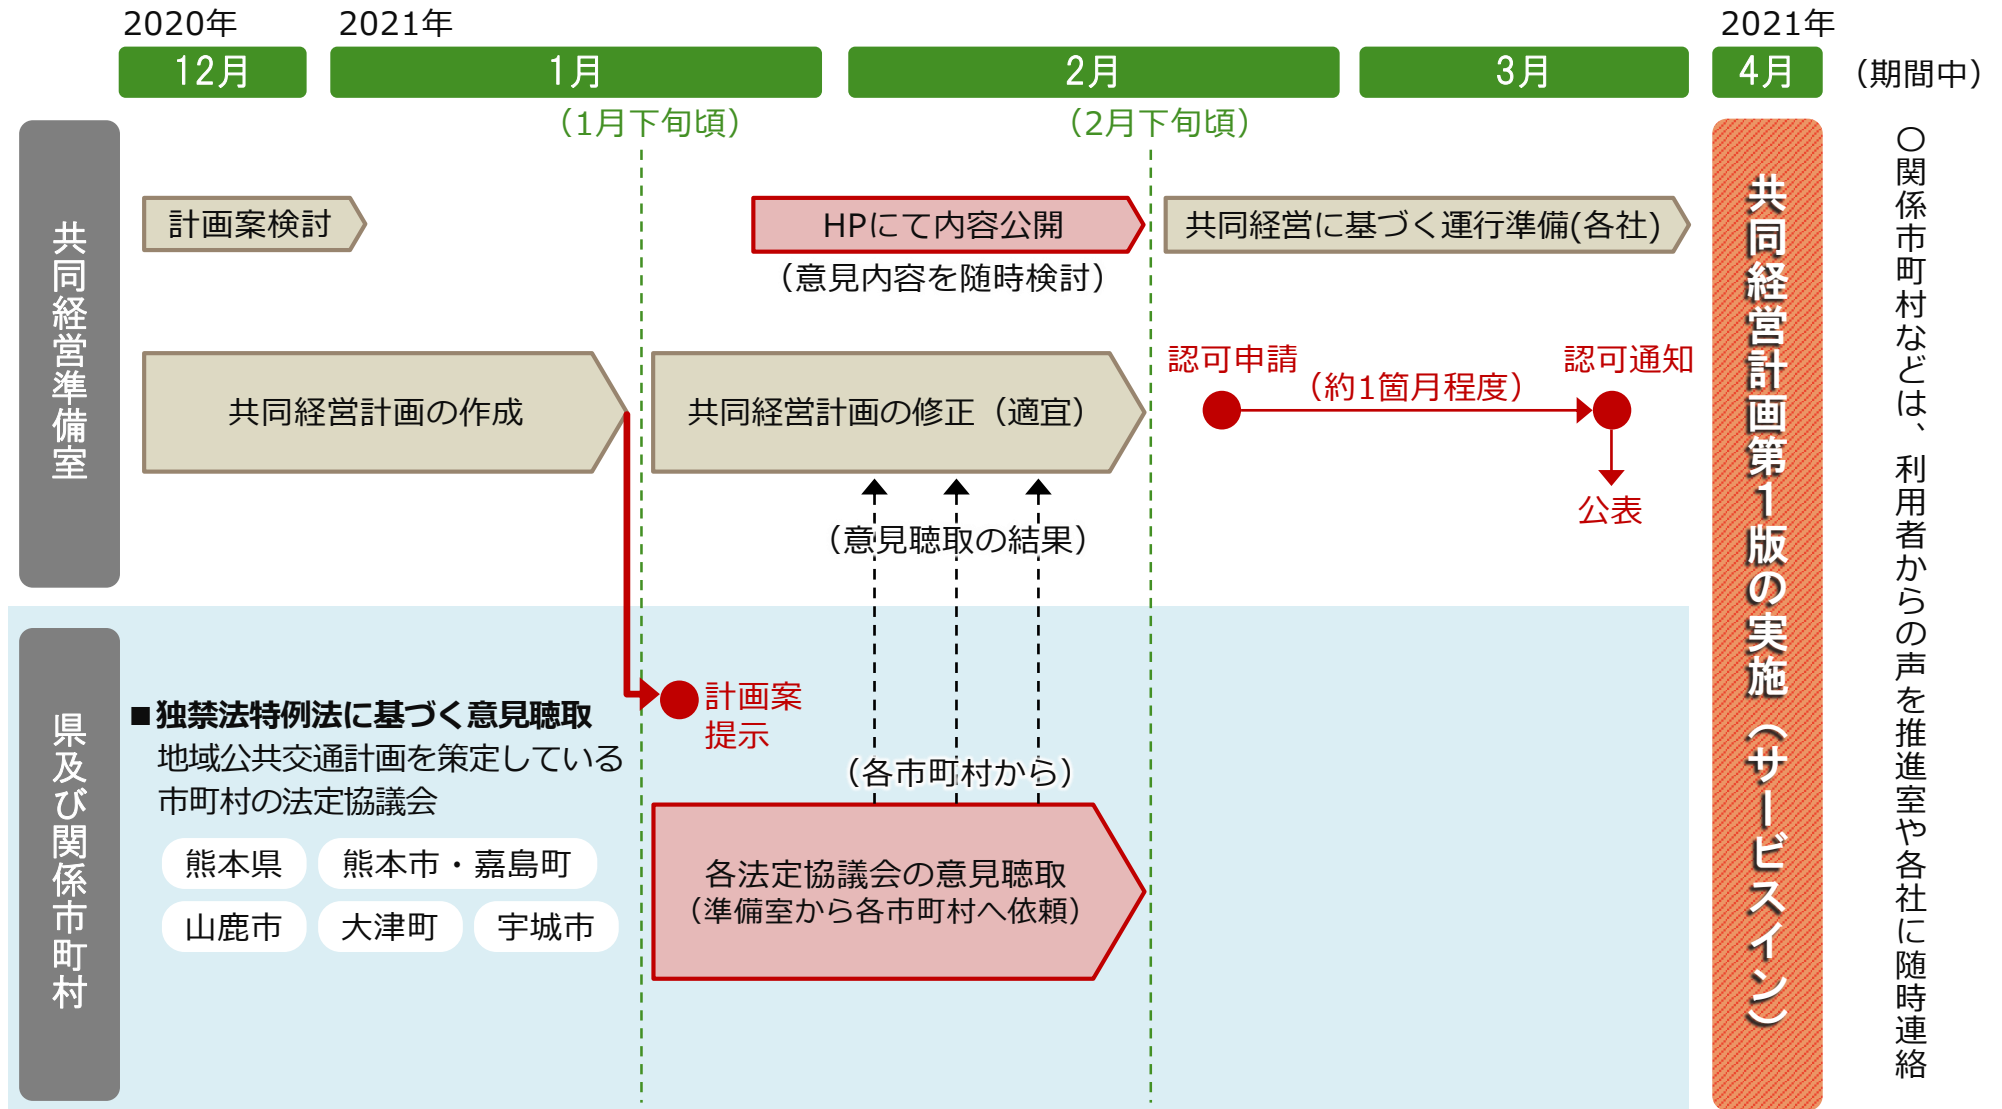 2020年
2021年
2021年
12月
1月
2月
3月
4月
（期間中）
（1月下旬頃）
（2月下旬頃）
共同経営準備室
計画案検討
HPにて内容公開
（意見内容を随時検討）
共同経営に基づく運行準備(各社)
共同経営計画の作成
共同経営計画の修正（適宜）
認可申請
（約1箇月程度）
認可通知
公表
（意見聴取の結果）
県及び関係市町村
■独禁法特例法に基づく意見聴取
地域公共交通計画を策定している
市町村の法定協議会
熊本県
熊本市・嘉島町
山鹿市
大津町
宇城市
計画案
提示
（各市町村から）
各法定協議会の意見聴取
（準備室から各市町村へ依頼）
共同経営計画第1版の実施（サービスイン）
〇関係市町村などは、利用者からの声を推進室や各社に随時連絡